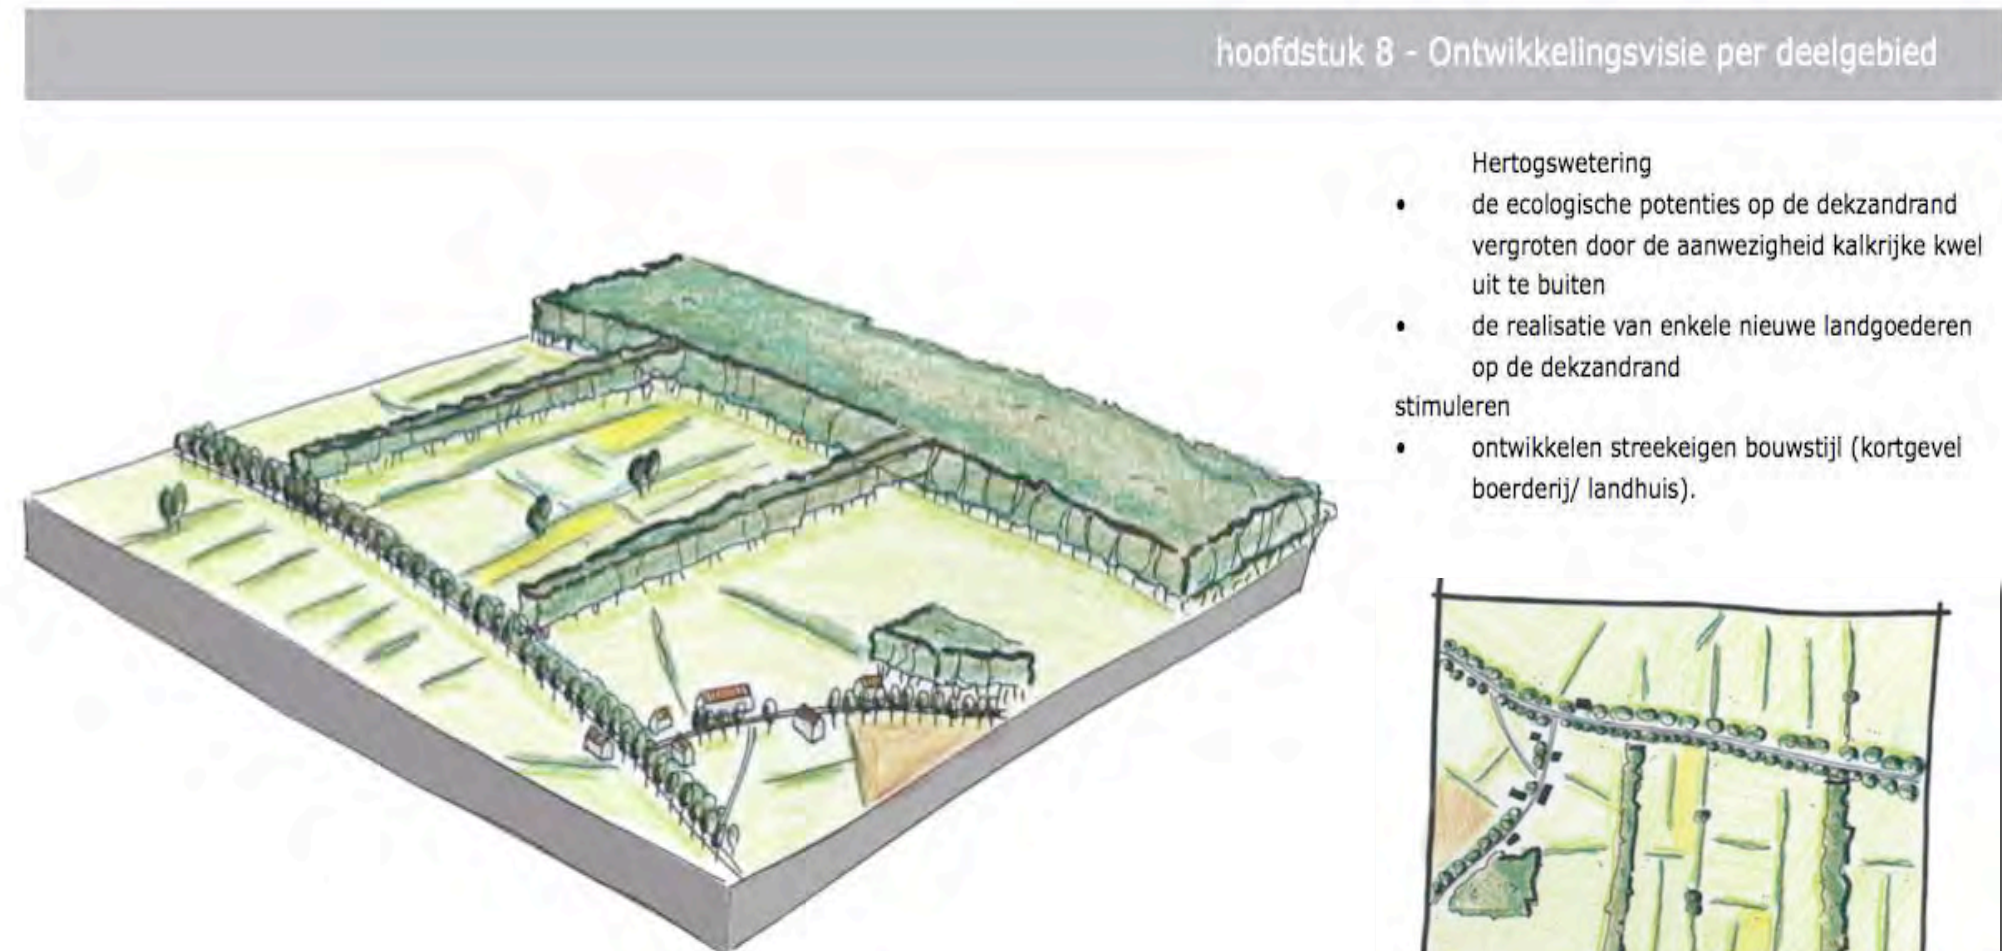 hoofdstuk 8 - Ontwikkelingsvisie per deelgebied
Hertogswetering
• de ecologische potenties op de dekzandrand
vergroten door de aanwezigheid kalkrijke kwel
uit te buiten
• de realisatie van enkele nieuwe landgoederen
op de dekzandrand
stimuleren
• ontwikkelen streekeigen bouwstijl (kortgevel
boerderij/ landhuis).